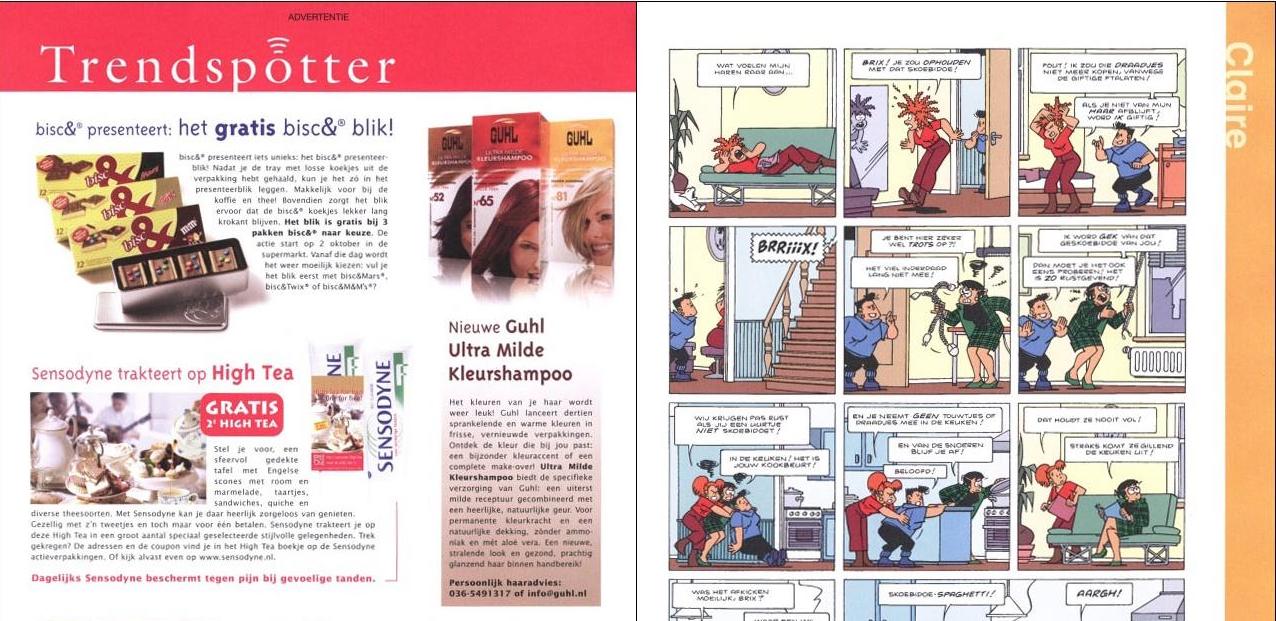 ADVERTENTIE
Trendspotter
bisc&® presenteert: het gratis bisc&® blik!
bisc&® presenteert iets unieks: het bisc& presenteer-
blik! Nadat je de tray met losse koekjes uit de
verpakking hebt gehaald, kun je het zó in het
presenteerblik leggen. Makkelijk voor bij de
koffie en thee! Bovendien zorgt het blik
ervoor dat de bisc&® koekjes lekker lang
krokant blijven. Het blik is gratis bij 3
pakken bisc&® naar keuze. De
actie start op 2 oktober in de
supermarkt. Vanaf die dag wordt
het weer moeilijk kiezen: vul je
het blik eerst met bisc&Mars®,
bisc&Twix® of bisc&M&M's®?
bisc&
bisc&
bisc&
12
12
12
GUHL
GUHL
GUHL
ULTRA MILDE
KLEURSHAMPOO
N°52
N°65
81
Nieuwe Guhl
Ultra Milde
Kleurshampoo
Het kleuren van je haar wordt
weer leuk! Guhl lanceert dertien
sprankelende en warme kleuren in
frisse, vernieuwde verpakkingen.
Ontdek de kleur die bij jou past:
een bijzonder kleuraccent of een
complete make-over! Ultra Milde
Kleurshampoo biedt de specifieke
verzorging van Guhl: een uiterst
milde receptuur gecombineerd met
een heerlijke, natuurlijke geur. Voor
permanente kleurkracht en een
natuurlijke dekking, zònder ammo-
niak en mét aloë vera. Een nieuwe,
stralende look en gezond, prachtig
glanzend haar binnen handbereik!
Persoonlijk haaradvies:
036-5491317 of info@guhl.nl
Sensodyne trakteert op High Tea
GRATIS
2e HIGH TEA
SENSODYNE
Stel je voor, een
sfeervol gedekte
tafel met Engelse
scones met room en
marmelade, taartjes,
sandwiches, quiche en
diverse theesoorten. Met Sensodyne kan je daar heerlijk zorgeloos van genieten.
Gezellig met z'n tweetjes en toch maar voor één betalen. Sensodyne trakteert je op
deze High Tea in een groot aantal speciaal geselecteerde stijlvolle gelegenheden. Trek
gekregen? De adressen en de coupon vind je in het High Tea boekje op de Sensodyne
actieverpakkingen. Of kijk alvast even op www.sensodyne.nl.
Dagelijks Sensodyne beschermt tegen pijn bij gevoelige tanden.
Claire
WAT VOELEN MIJN
HAREN RAAR AAN...
BRIX! JE ZOU OPHOUDEN
MET DAT SKOEBIDOE!
FOUT! IK ZOU DIE DRAADJES
NIET MEER KOPEN, VANWEGE
DE GIFTIGE FTALATEN!
ALS JE NIET VAN MIJN
HAAR AFBLIJFT,
WORD IK GIFTIG!
BRRiiiX!
JE BENT HIER ZEKER
WEL TROTS OP?!
HET VIEL INDERDAAD
LANG NIET MEE!
IK WORD GEK VAN DAT
GESKOEBIDOE VAN JOU!
DAN MOET JE HET OOK
EENS PROBEREN! HET
IS ZO RUSTGEVEND!
WIJ KRIJGEN PAS RUST
ALS JIJ EEN UURTJE
NIET SKOEBIDOET!
IN DE KEUKEN! HET IS
JOUW KOOKBEURT!
EN JE NEEMT GEEN TOUWTJES OF
DRAADJES MEE IN DE KEUKEN!
EN VAN DE SNOEREN
BLIJF JE AF!
BELOOFD!
DAT HOUDT ZE NOOIT VOL!
STRAKS KOMT ZE GILLEND
DE KEUKEN UIT!
WAS HET AFKICKEN
MOEILIJK, BRIX?
SKOEBIDOE-SPAGHETTI!
AARGH!